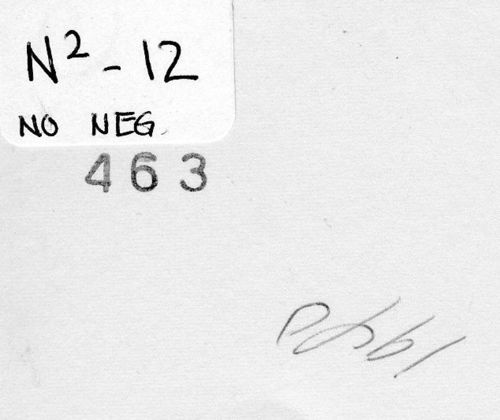 N² - 12
NO NEG.
463